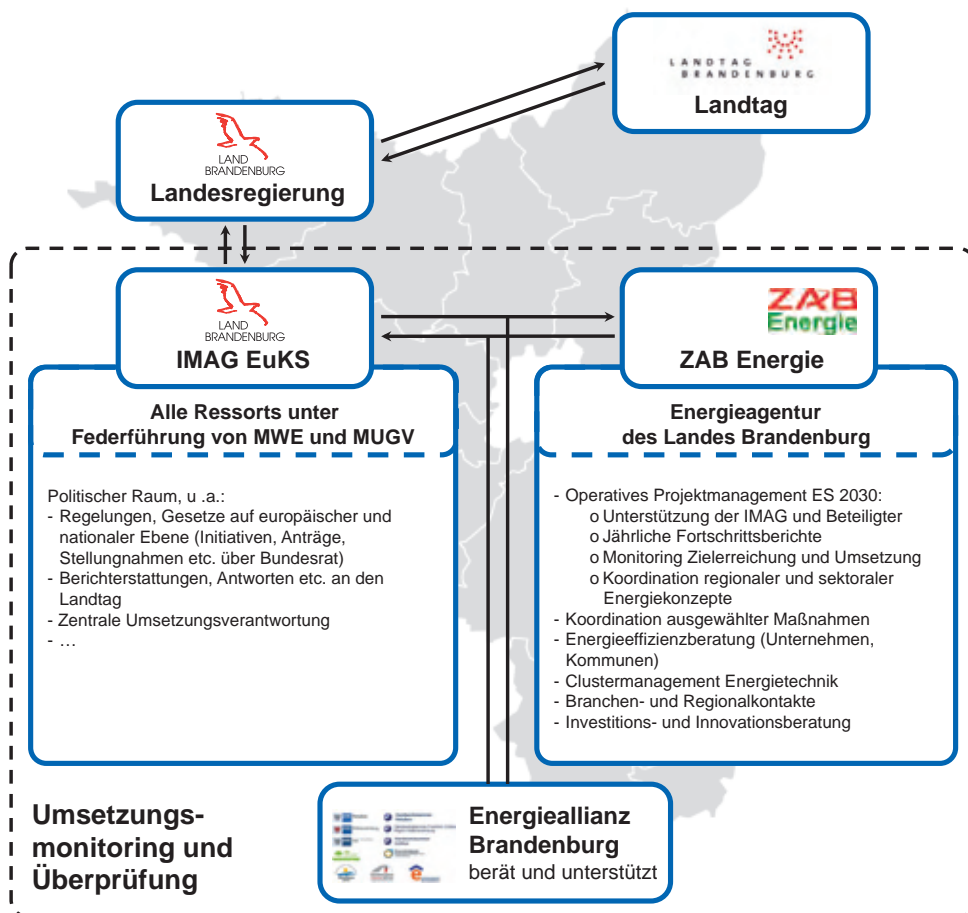 LANDTAG
BRANDENBURG
Landtag
LAND
BRANDENBURG
Landesregierung
LAND
BRANDENBURG
IMAG EuKS
Alle Ressorts unter
Federführung von MWE und MUGV
Politischer Raum, u .a.:
- Regelungen, Gesetze auf europäischer und
nationaler Ebene (Initiativen, Anträge,
Stellungnahmen etc. über Bundesrat)
- Berichterstattungen, Antworten etc. an den
Landtag
- Zentrale Umsetzungsverantwortung
- …
ZAB
Energie
ZAB Energie
Energieagentur
des Landes Brandenburg
- Operatives Projektmanagement ES 2030:
o Unterstützung der IMAG und Beteiligter
o Jährliche Fortschrittsberichte
o Monitoring Zielerreichung und Umsetzung
o Koordination regionaler und sektoraler
Energiekonzepte
- Koordination ausgewählter Maßnahmen
- Energieeffizienzberatung (Unternehmen,
Kommunen)
- Clustermanagement Energietechnik
- Branchen- und Regionalkontakte
- Investitions- und Innovationsberatung
Umsetzungs-
monitoring und
Überprüfung
Energieallianz
Brandenburg
berät und unterstützt